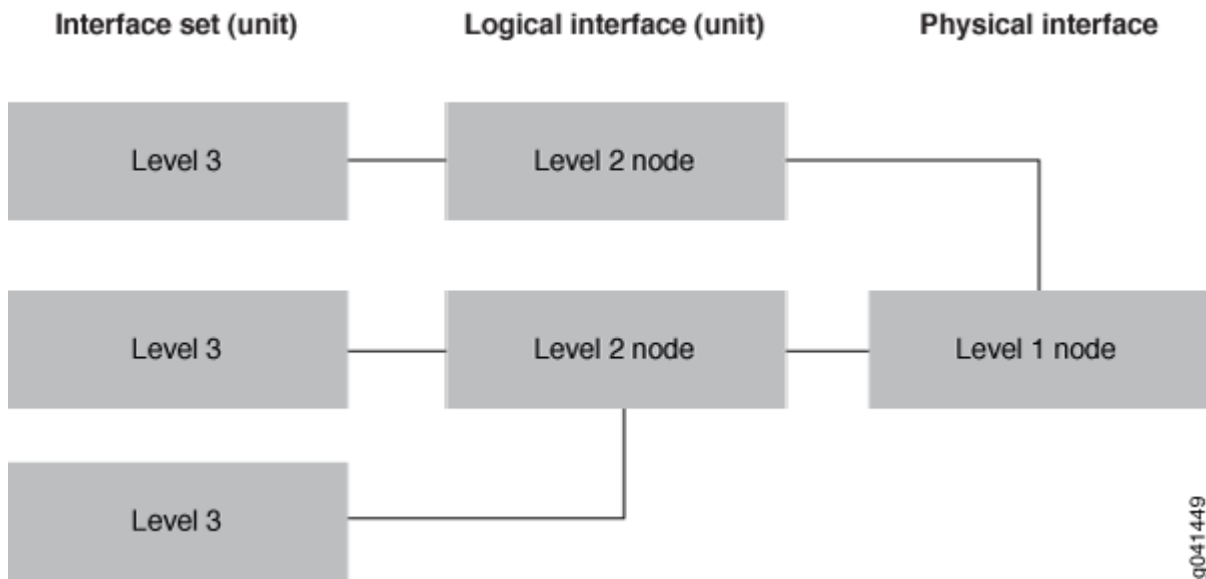 Interface set (unit) Logical interface (unit) Physical interface
Level 3 Level 2 node
Level 3 Level 2 node Level 1 node
Level 3
g041449